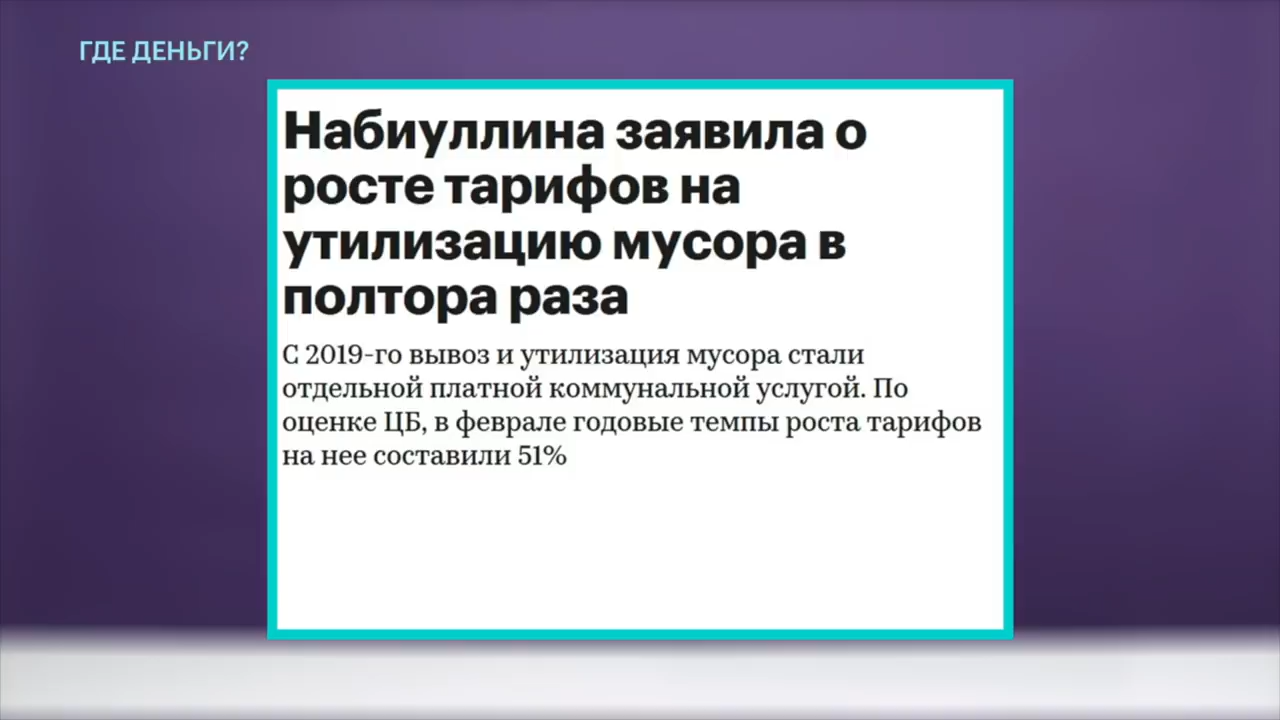 ГДЕ ДЕНЬГИ?
Набиуллина заявила о
росте тарифов на
утилизацию мусора в
полтора раза
С 2019-го вывоз и утилизация мусора стали
отдельной платной коммунальной услугой. По
оценке ЦБ, в феврале годовые темпы роста тарифов
на нее составили 51%